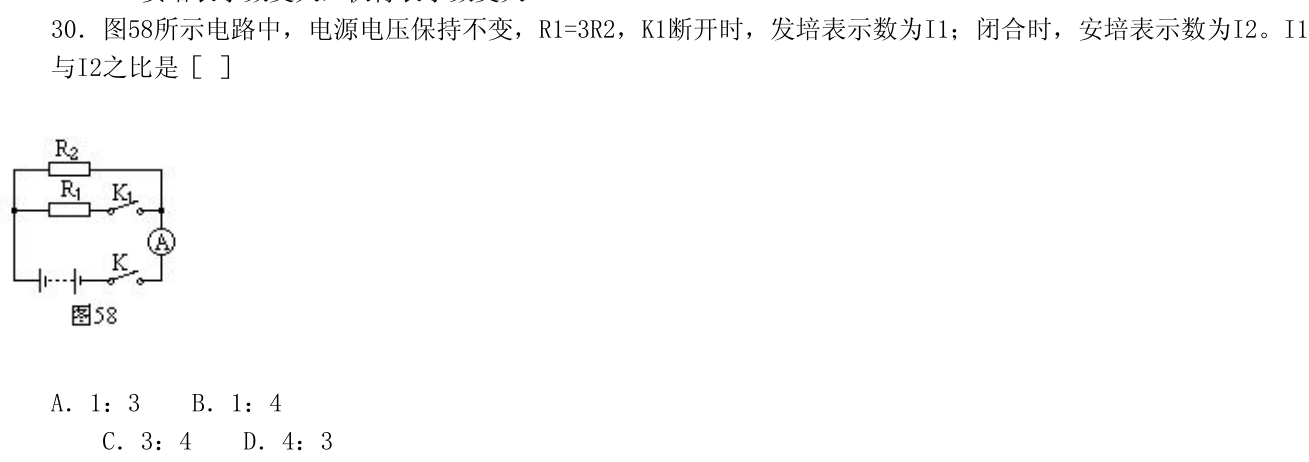 30．图58所示电路中，电源电压保持不变，R1=3R2，K1断开时，发培表示数为I1；闭合时，安培表示数为I2。I1
与I2之比是［ ］
R2
R1 K1
A
K
图58
A．1：3 B．1：4
C．3：4 D．4：3